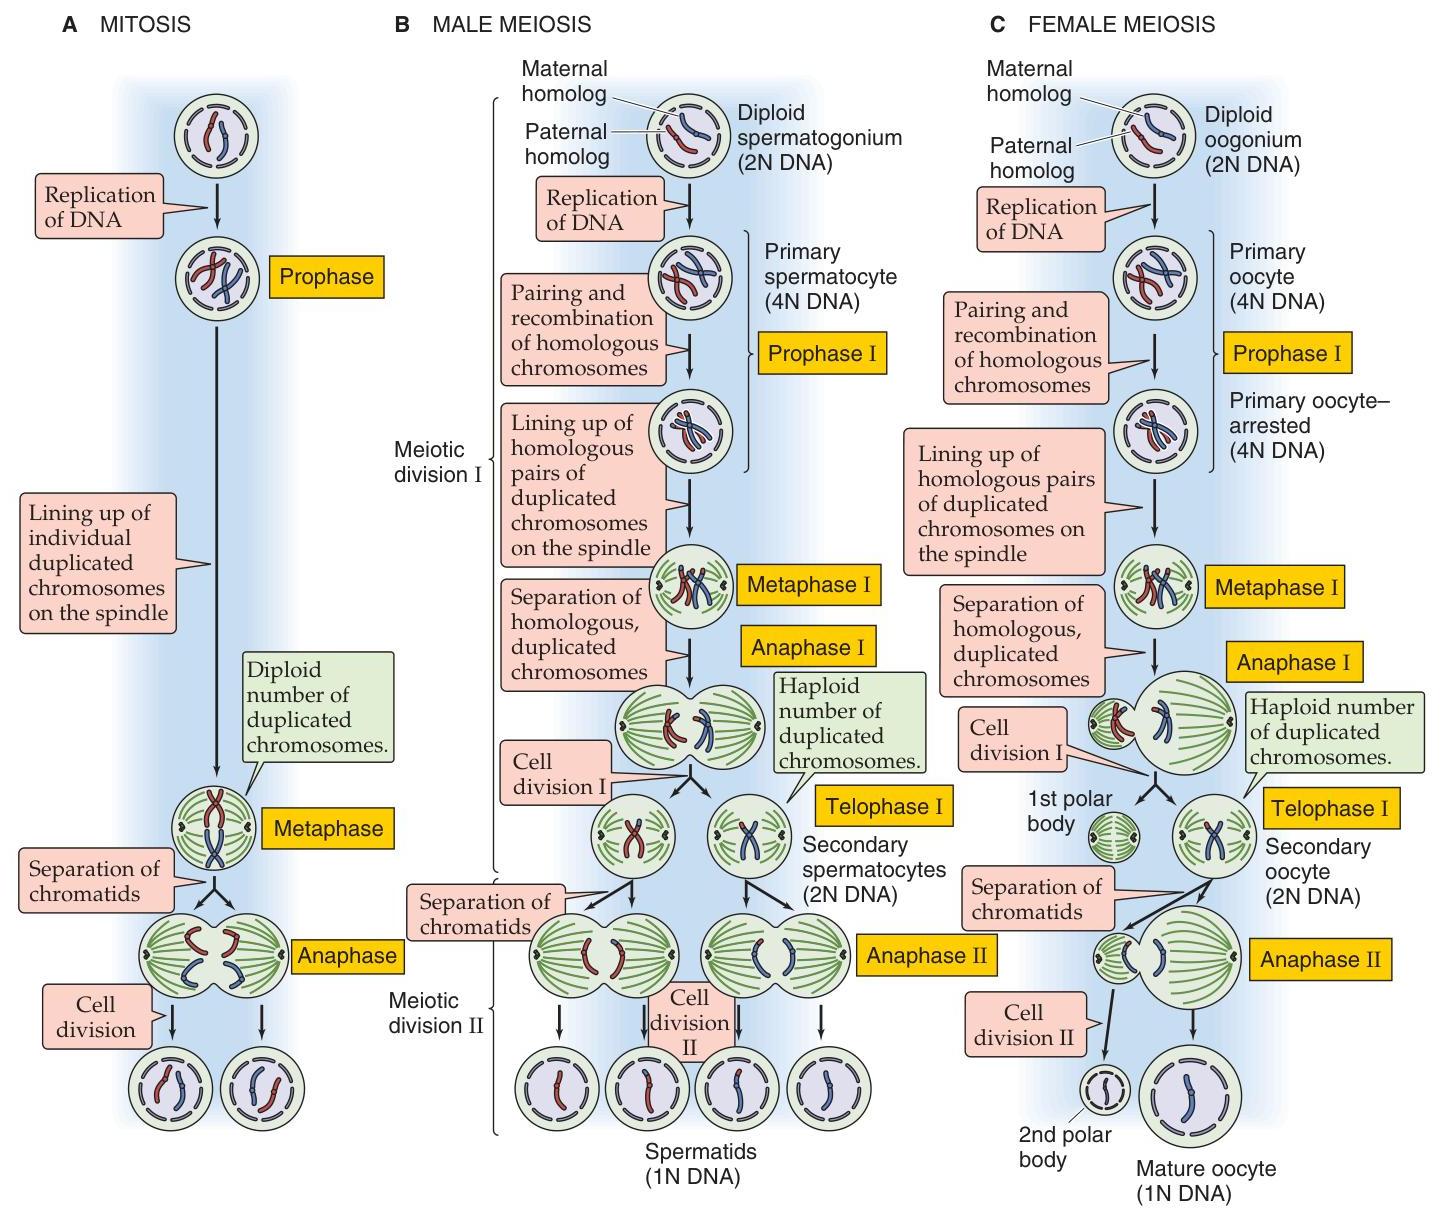 A MITOSIS
Replication
of DNA
Prophase
Lining up of
individual
duplicated
chromosomes
on the spindle
Diploid
number of
duplicated
chromosomes.
Metaphase
Separation of
chromatids
Anaphase
Cell
division
B MALE MEIOSIS
Maternal
homolog
Paternal
homolog
Diploid
spermatogonium
(2N DNA)
Replication
of DNA
Primary
spermatocyte
(4N DNA)
Pairing and
recombination
of homologous
chromosomes
Prophase I
Meiotic
division I
Lining up of
homologous
pairs of
duplicated
chromosomes
on the spindle
Metaphase I
Separation of
homologous,
duplicated
chromosomes
Anaphase I
Haploid
number of
duplicated
chromosomes.
Cell
division I
Telophase I
Secondary
spermatocytes
(2N DNA)
Separation of
chromatids
Anaphase II
Meiotic
division II
Cell
division
II
Spermatids
(1N DNA)
C FEMALE MEIOSIS
Maternal
homolog
Paternal
homolog
Diploid
oogonium
(2N DNA)
Replication
of DNA
Primary
oocyte
(4N DNA)
Pairing and
recombination
of homologous
chromosomes
Prophase I
Primary oocyte–
arrested
(4N DNA)
Lining up of
homologous pairs
of duplicated
chromosomes on
the spindle
Metaphase I
Separation of
homologous,
duplicated
chromosomes
Anaphase I
Haploid number
of duplicated
chromosomes.
Cell
division I
1st polar
body
Telophase I
Secondary
oocyte
(2N DNA)
Separation of
chromatids
Anaphase II
Cell
division II
2nd polar
body
Mature oocyte
(1N DNA)